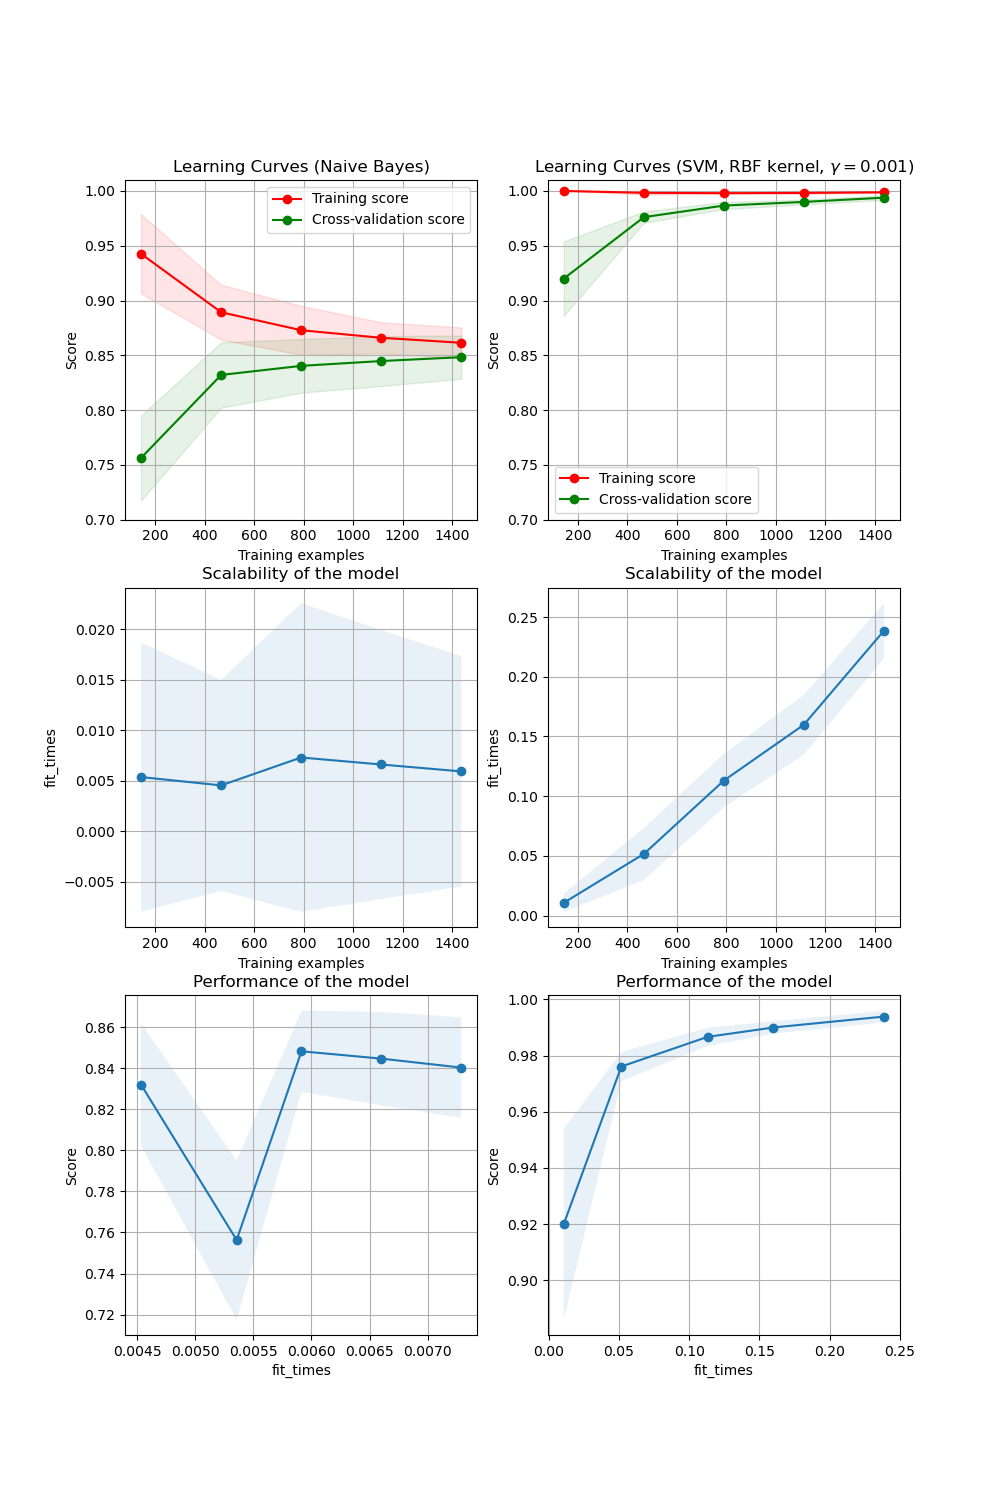 Learning Curves (Naive Bayes)
1.00
0.95
0.90
0.85
0.80
0.75
0.70
Score
Training score
Cross-validation score
200 400 600 800 1000 1200 1400
Training examples
Learning Curves (SVM, RBF kernel, γ = 0.001)
1.00
0.95
0.90
0.85
0.80
0.75
0.70
Score
Training score
Cross-validation score
200 400 600 800 1000 1200 1400
Training examples
Scalability of the model
0.020
0.015
0.010
0.005
0.000
−0.005
fit_times
200 400 600 800 1000 1200 1400
Training examples
Scalability of the model
0.25
0.20
0.15
0.10
0.05
0.00
fit_times
200 400 600 800 1000 1200 1400
Training examples
Performance of the model
0.86
0.84
0.82
0.80
0.78
0.76
0.74
0.72
Score
0.0045 0.0050 0.0055 0.0060 0.0065 0.0070
fit_times
Performance of the model
1.00
0.98
0.96
0.94
0.92
0.90
Score
0.00 0.05 0.10 0.15 0.20 0.25
fit_times